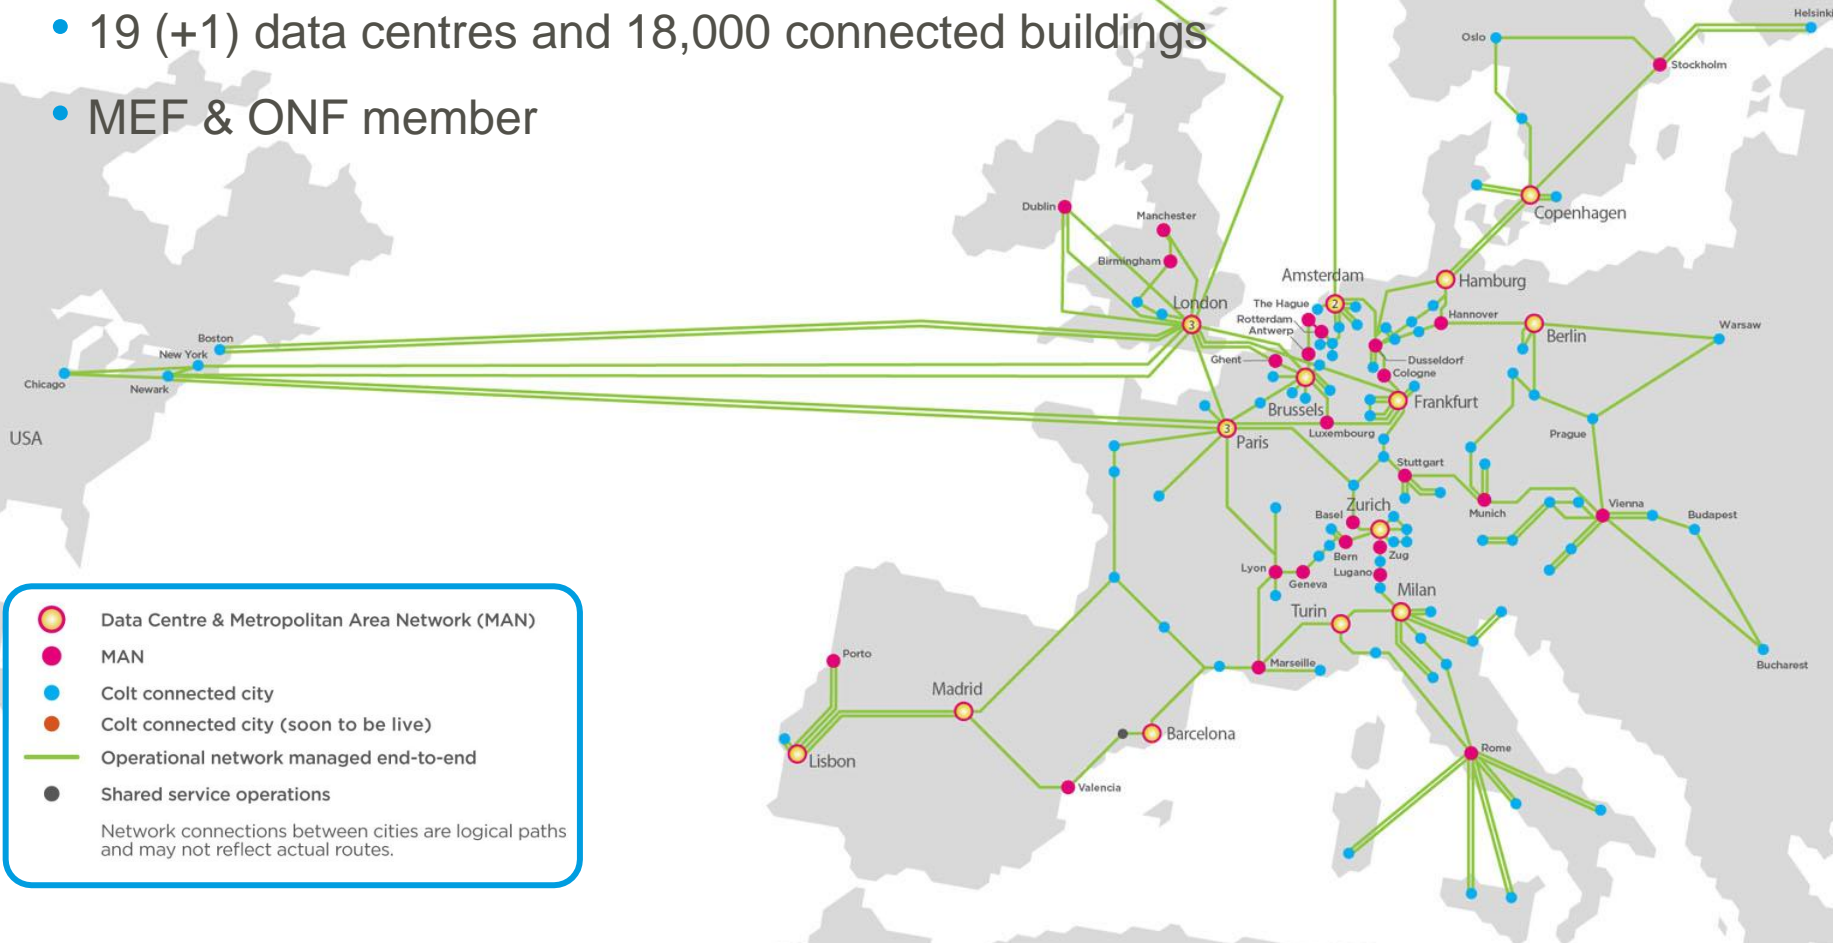 19 (+1) data centres and 18,000 connected buildings
MEF & ONF member
Helsinki
Oslo
Stockholm
Copenhagen
Dublin
Manchester
Birmingham
London
Amsterdam
2
Hamburg
The Hague
Rotterdam
Antwerp
Hannover
3
Berlin
Warsaw
Boston
New York
Chicago
Newark
Ghent
Dusseldorf
Cologne
Brussels
Frankfurt
USA
3
Paris
Luxembourg
Prague
Stuttgart
Zurich
Basel
Munich
Vienna
Budapest
Bern
Zug
Lyon
Geneva
Lugano
Milan
Turin
Marseille
Bucharest
Porto
Madrid
Barcelona
Lisbon
Valencia
Rome
Data Centre & Metropolitan Area Network (MAN)
MAN
Colt connected city
Colt connected city (soon to be live)
Operational network managed end-to-end
Shared service operations
Network connections between cities are logical paths
and may not reflect actual routes.